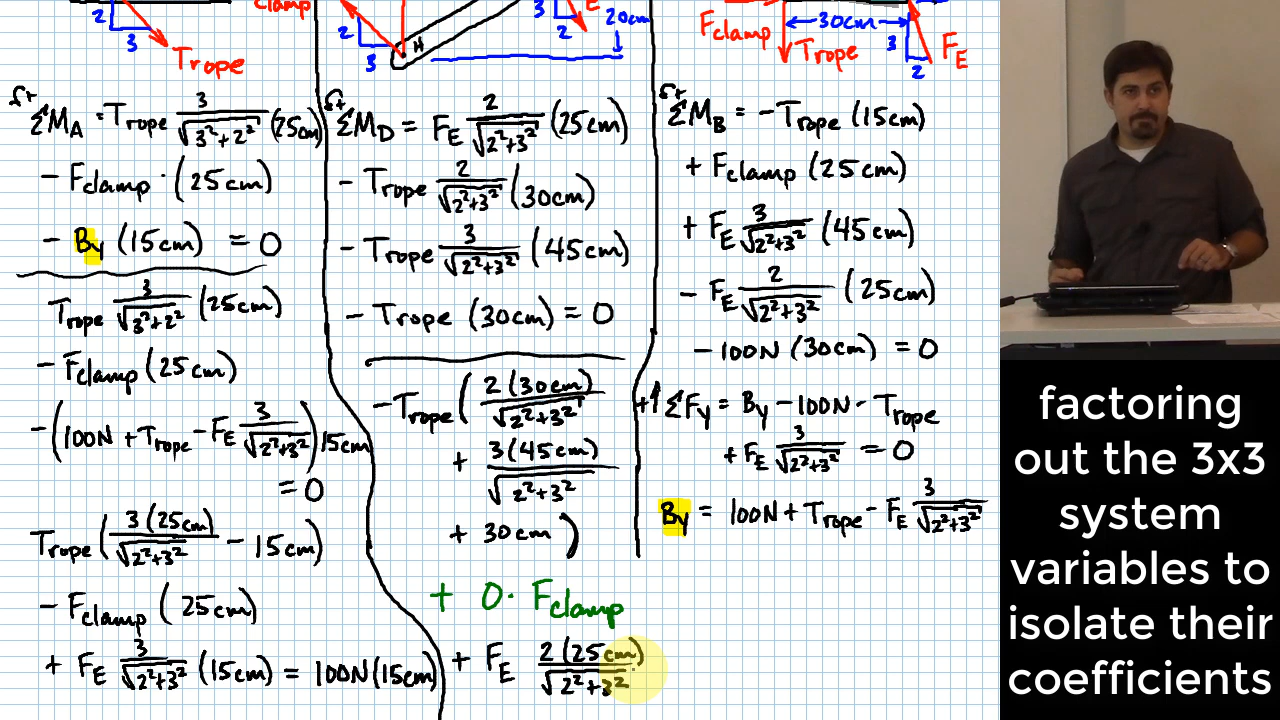 clamp
2
3
Trope
2
3
H
3
2
E
20cm
Fclamp
30cm
Trope
3
2
FE
ΣMA = Trope 3/√(3²+2²) (25cm)
- Fclamp · (25cm)
- By (15cm) = 0
Trope 3/√(3²+2²) (25cm)
- Fclamp (25cm)
- (100N + Trope - FE 3/√(2²+3²)) 15cm
= 0
Trope (3(25cm)/√(2²+3²) - 15cm)
- Fclamp (25cm)
+ FE 3/√(2²+3²) (15cm) = 100N(15cm)
ΣMD = FE 2/√(2²+3²) (25cm)
- Trope 2/√(2²+3²) (30cm)
- Trope 3/√(2²+3²) (45cm)
- Trope (30cm) = 0
- Trope (2(30cm)/√(2²+3²)
+ 3(45cm)/√(2²+3²)
+ 30cm)
+ 0 · Fclamp
+ FE 2(25cm)/√(2²+3²)
ΣMB = - Trope (15cm)
+ Fclamp (25cm)
+ FE 3/√(2²+3²) (45cm)
- FE 2/√(2²+3²) (25cm)
- 100N (30cm) = 0
+↑ ΣFy = By - 100N - Trope
+ FE 3/√(2²+3²) = 0
By = 100N + Trope - FE 3/√(2²+3²)
factoring
out the 3x3
system
variables to
isolate their
coefficients